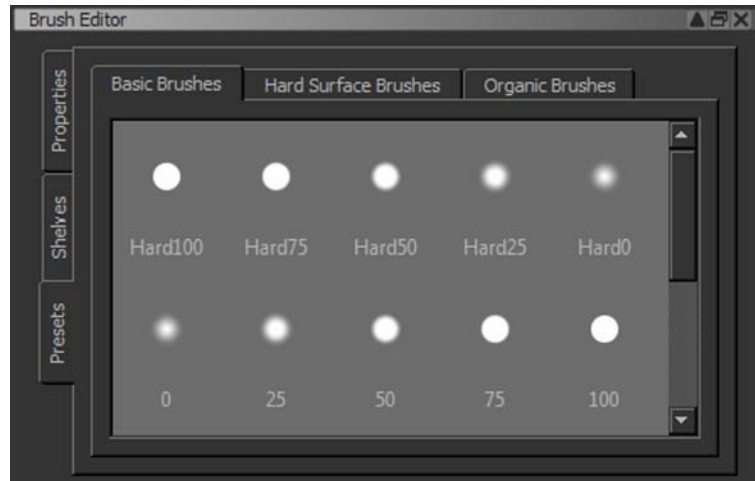 Brush Editor
Properties
Shelves
Presets
Basic Brushes
Hard Surface Brushes
Organic Brushes
Hard100
Hard75
Hard50
Hard25
Hard0
0
25
50
75
100